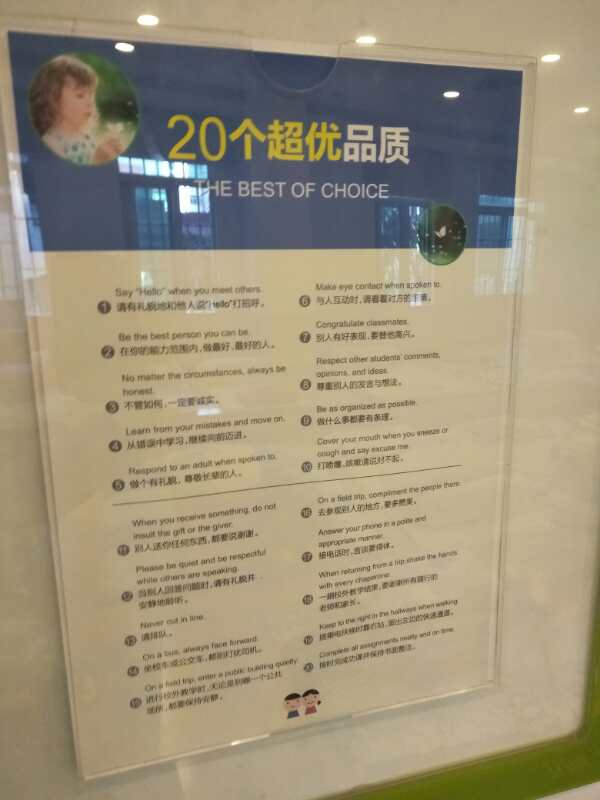 20个超优品质
THE BEST OF CHOICE
Say "Hello" when you meet others.
1 请有礼貌地和他人说"Hello"打招呼。
Be the best person you can be.
2 在你的能力范围内，做最好，最好的人。
No matter the circumstances, always be
honest.
3 不管如何，一定要诚实。
Learn from your mistakes and move on.
4 从错误中学习，继续向前迈进。
Respond to an adult when spoken to.
5 做个有礼貌，尊敬长辈的人。
Make eye contact when spoken to.
6 与人互动时，请看着对方的眼睛。
Congratulate classmates.
7 别人有好表现，要替他高兴。
Respect other students' comments,
opinions, and ideas.
8 尊重别人的发言与想法。
Be as organized as possible.
9 做什么事都要有条理。
Cover your mouth when you sneeze or
cough and say excuse me.
10 打喷嚏，咳嗽请说对不起。
When you receive something, do not
insult the gift or the giver.
11 别人送你任何东西，都要说谢谢。
Please be quiet and be respectful
while others are speaking.
12 当别人回答问题时，请有礼貌并
安静地聆听。
Never cut in line.
13 请排队。
On a bus, always face forward.
14 坐校车或公交车，都别打扰司机。
On a field trip, enter a public building quietly.
15 进行校外教学时，无论是到哪一个公共
场所，都要保持安静。
On a field trip, compliment the people there.
16 去参观别人的地方，要多赞美。
Answer your phone in a polite and
appropriate manner.
17 接电话时，言谈要得体。
When returning from a trip, shake the hands
with every chaperone.
18 一趟校外教学结束，要谢谢所有随行的
老师和家长。
Keep to the right in the hallways when walking
19 搭乘电扶梯时靠右站，留出左边的快速通道。
Complete all assignments neatly and on time.
20 按时完成功课并保持书面整洁。